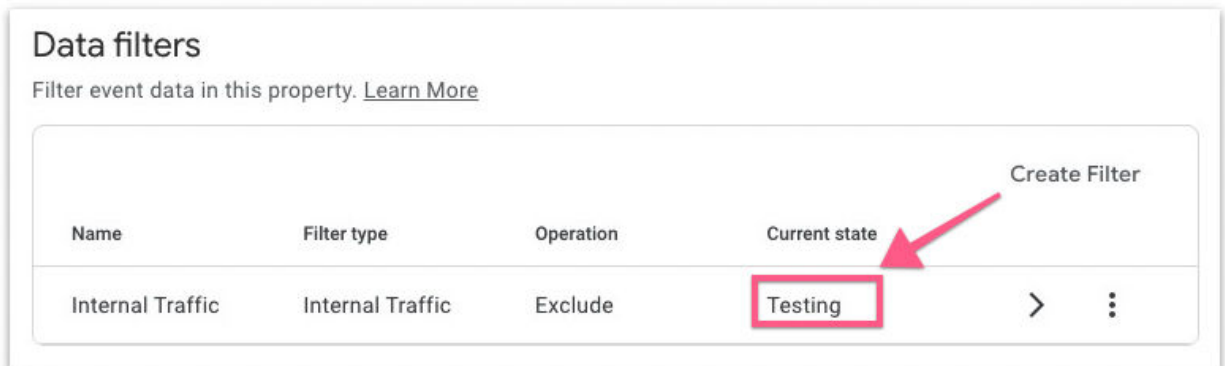 Data filters
Filter event data in this property. Learn More
Create Filter
Name Filter type Operation Current state
Internal Traffic Internal Traffic Exclude Testing